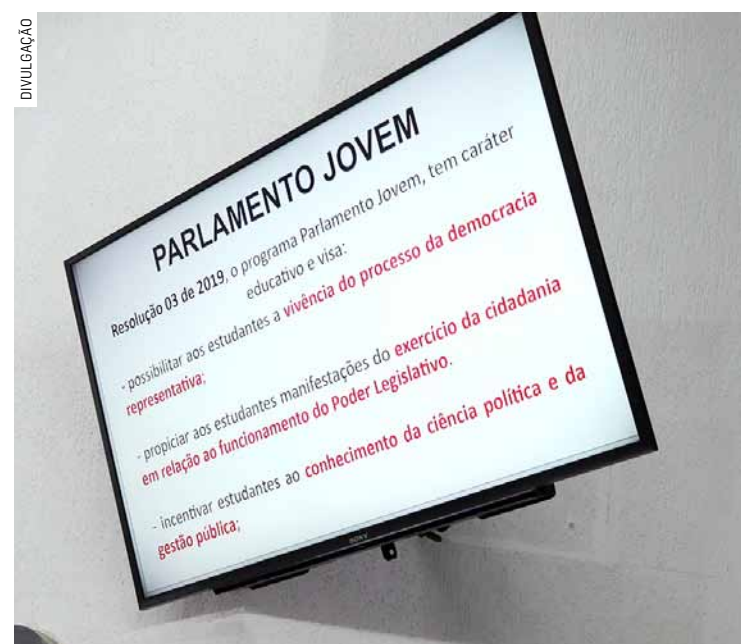 DIVULGAÇÃO
PARLAMENTO JOVEM
Resolução 03 de 2019, o programa Parlamento Jovem, tem caráter
educativo e visa:
- possibilitar aos estudantes a vivência do processo da democracia
representativa;
- propiciar aos estudantes manifestações do exercício da cidadania
em relação ao funcionamento do Poder Legislativo.
- incentivar estudantes ao conhecimento da ciência política e da
gestão pública;
SONY